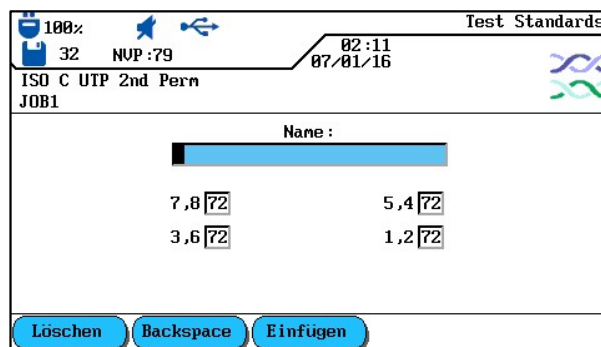 100%
Test Standards
32 NVP:79
02:11
07/01/16
ISO C UTP 2nd Perm
JOB1
Name:
7,8 72 5,4 72
3,6 72 1,2 72
Löschen Backspace Einfügen